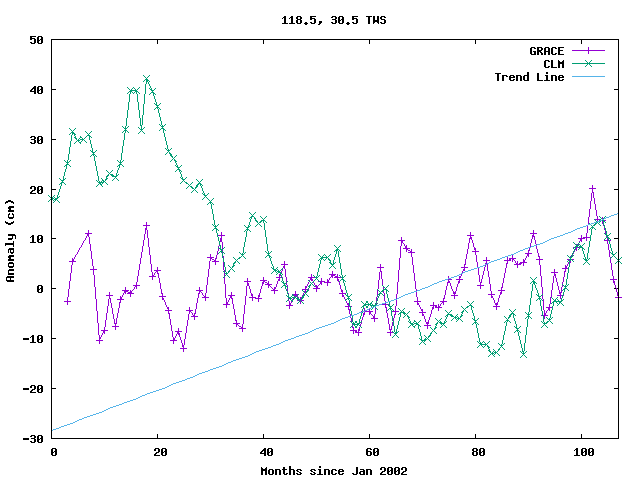 118.5, 30.5 TWS
GRACE
CLM
Trend Line
50
40
30
20
10
0
-10
-20
-30
Anomaly (cm)
0 20 40 60 80 100
Months since Jan 2002